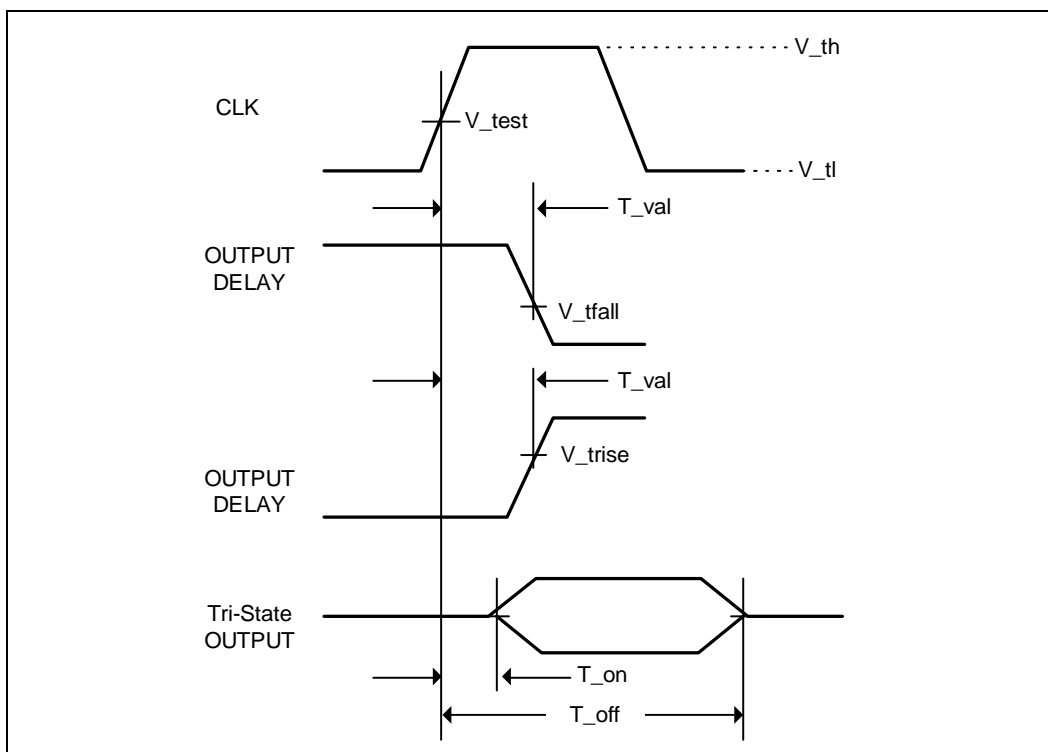 V_th
CLK
V_test
V_tl
T_val
OUTPUT
DELAY
V_tfall
T_val
V_trise
OUTPUT
DELAY
Tri-State
OUTPUT
T_on
T_off